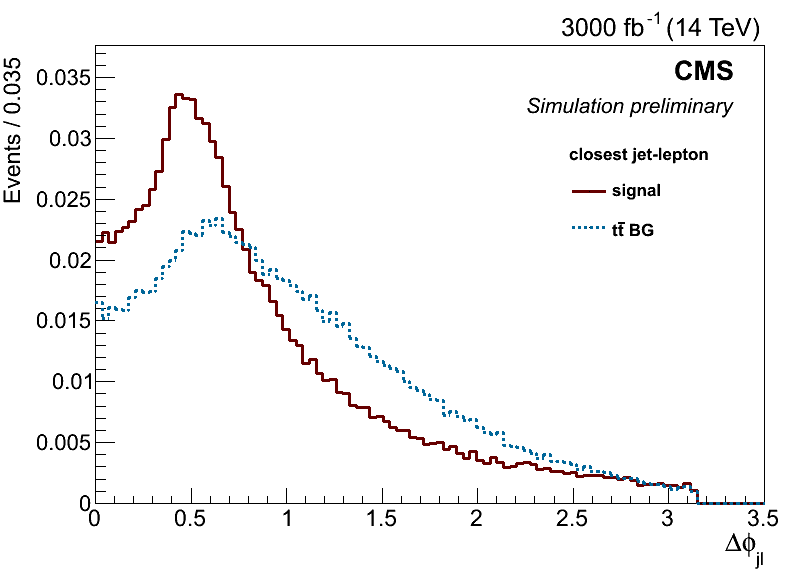 3000 fb⁻¹ (14 TeV)
Events / 0.035
CMS
Simulation preliminary
closest jet-lepton
signal
tt̄ BG
0.035
0.03
0.025
0.02
0.015
0.01
0.005
0
0 0.5 1 1.5 2 2.5 3 3.5
Δϕjl